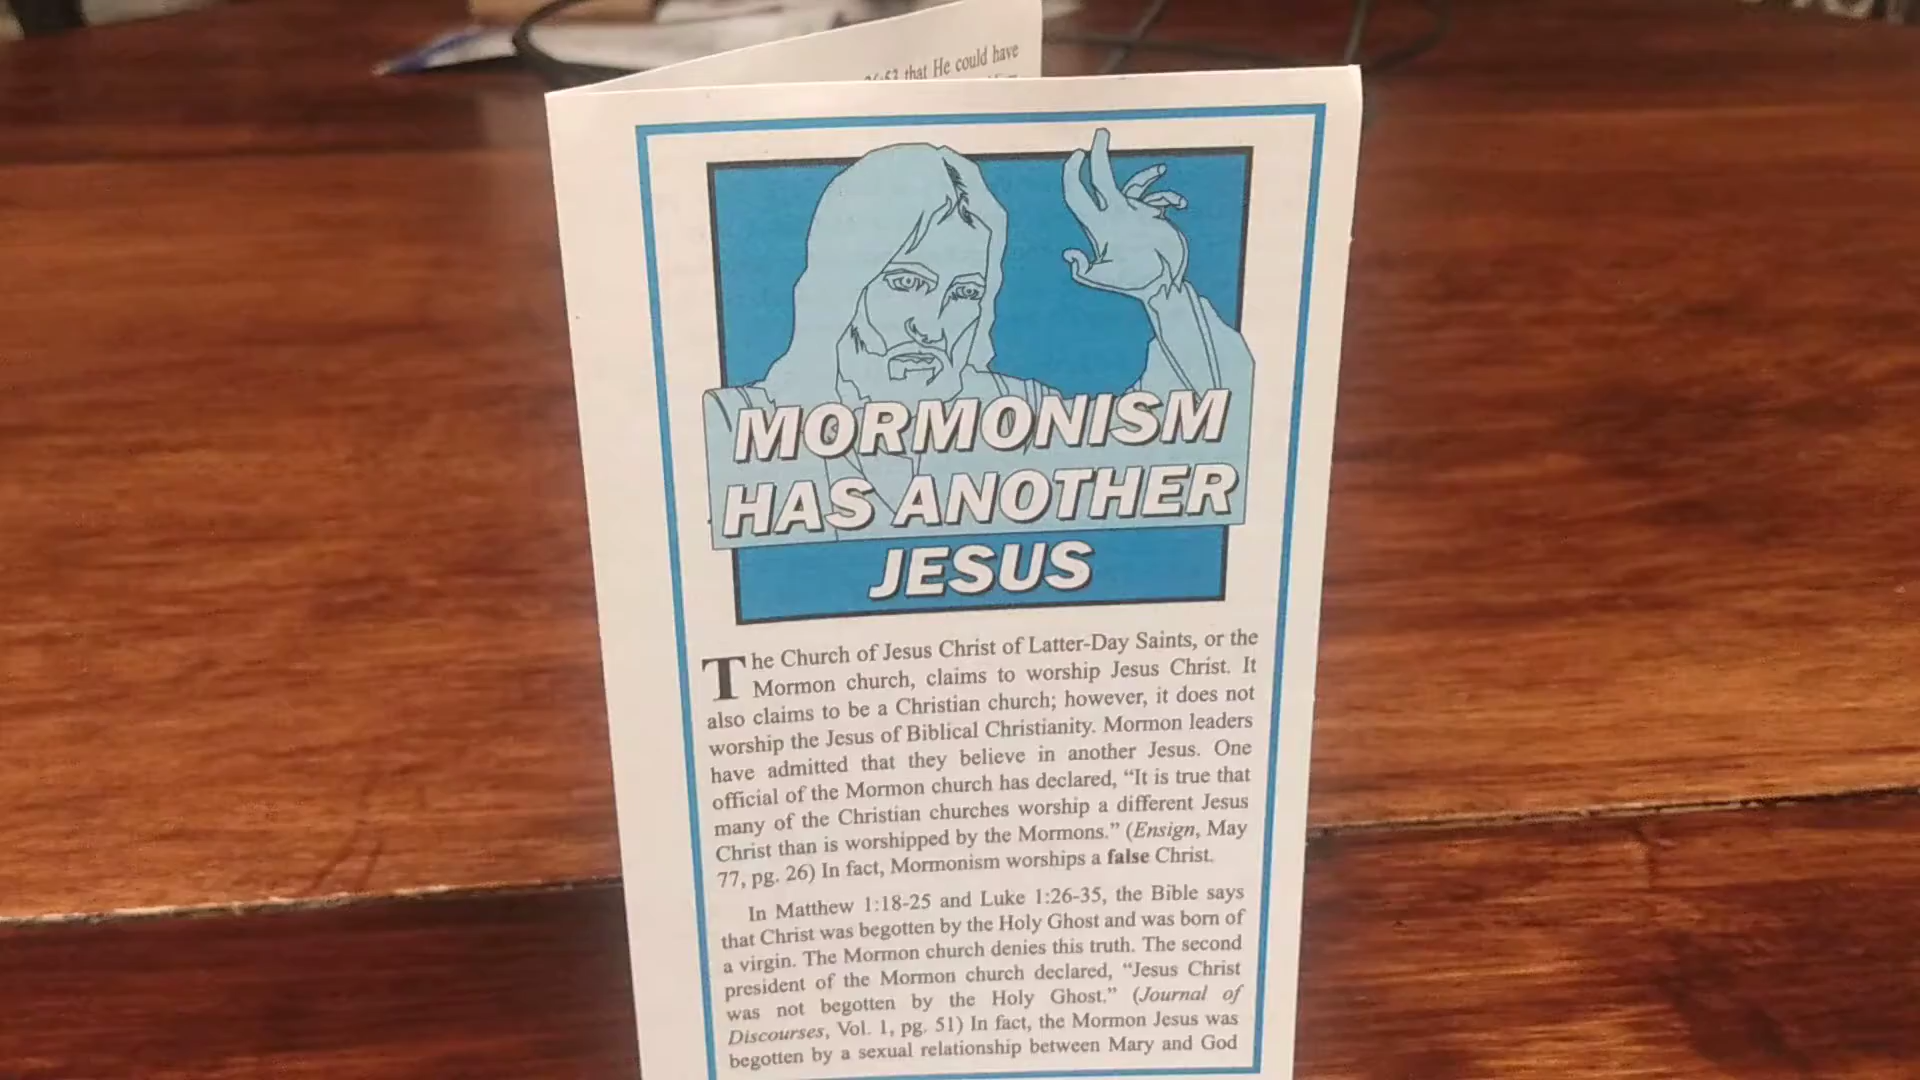 that He could have
MORMONISM
HAS ANOTHER
JESUS
The Church of Jesus Christ of Latter-Day Saints, or the
Mormon church, claims to worship Jesus Christ. It
also claims to be a Christian church; however, it does not
worship the Jesus of Biblical Christianity. Mormon leaders
have admitted that they believe in another Jesus. One
official of the Mormon church has declared, “It is true that
many of the Christian churches worship a different Jesus
Christ than is worshipped by the Mormons.” (Ensign, May
77, pg. 26) In fact, Mormonism worships a false Christ.
In Matthew 1:18-25 and Luke 1:26-35, the Bible says
that Christ was begotten by the Holy Ghost and was born of
a virgin. The Mormon church denies this truth. The second
president of the Mormon church declared, “Jesus Christ
was not begotten by the Holy Ghost.” (Journal of
Discourses, Vol. 1, pg. 51) In fact, the Mormon Jesus was
begotten by a sexual relationship between Mary and God